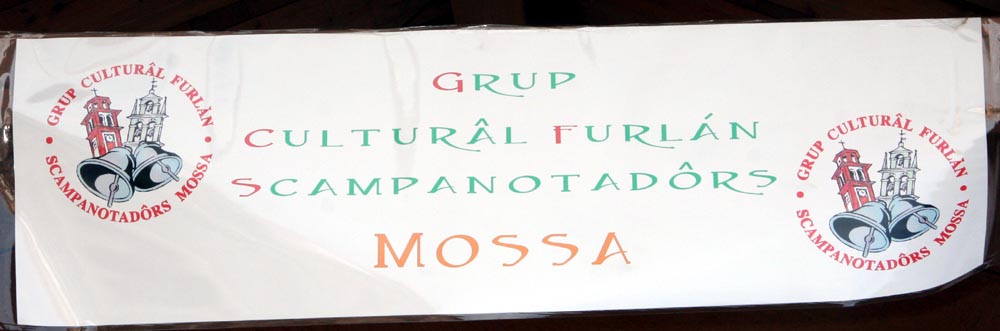 GRUP CULTURÂL FURLÀN
SCAMPANOTADÔRS MOSSA
GRUP
CULTURÂL FURLÁN
SCAMPANOTADÔRS
MOSSA
GRUP CULTURÂL FURLÀN
SCAMPANOTADÔRS MOSSA